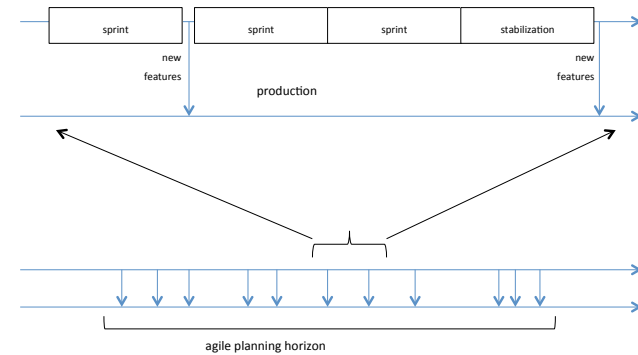 sprint
sprint
sprint
stabilization
new
features
new
features
production
agile planning horizon